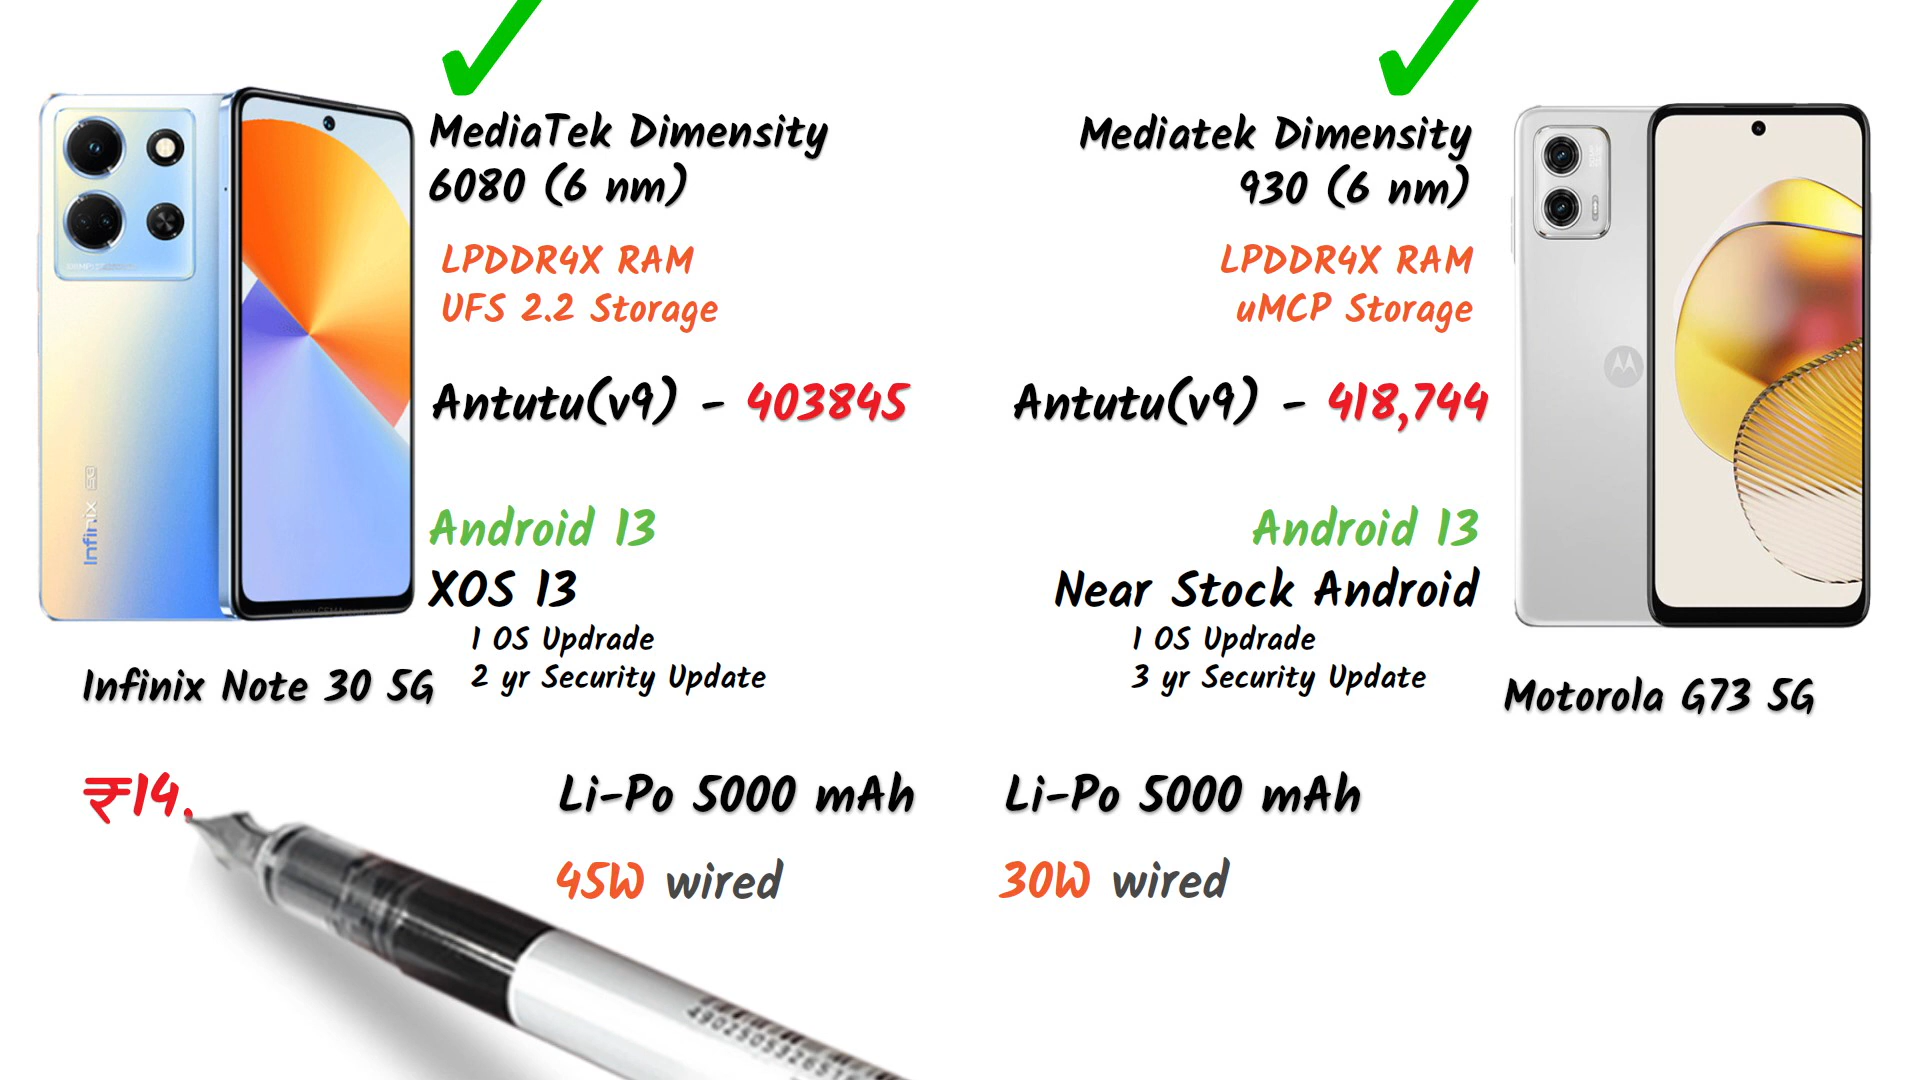 MediaTek Dimensity
6080 (6 nm)
LPDDR4X RAM
UFS 2.2 Storage
Antutu(v9) - 403845
Android 13
XOS 13
1 OS Updrade
2 yr Security Update
Infinix
5G
Infinix Note 30 5G
₹14.
Li-Po 5000 mAh
45W wired
Mediatek Dimensity
930 (6 nm)
LPDDR4X RAM
uMCP Storage
Antutu(v9) - 418,744
Android 13
Near Stock Android
1 OS Updrade
3 yr Security Update
Motorola G73 5G
Li-Po 5000 mAh
30W wired